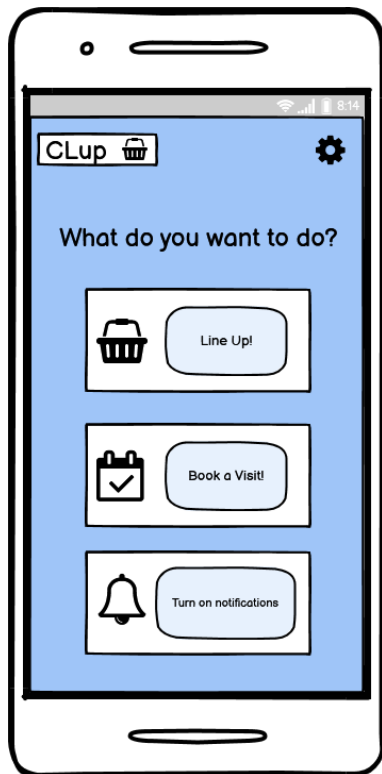 8:14
CLup
What do you want to do?
Line Up!
Book a Visit!
Turn on notifications